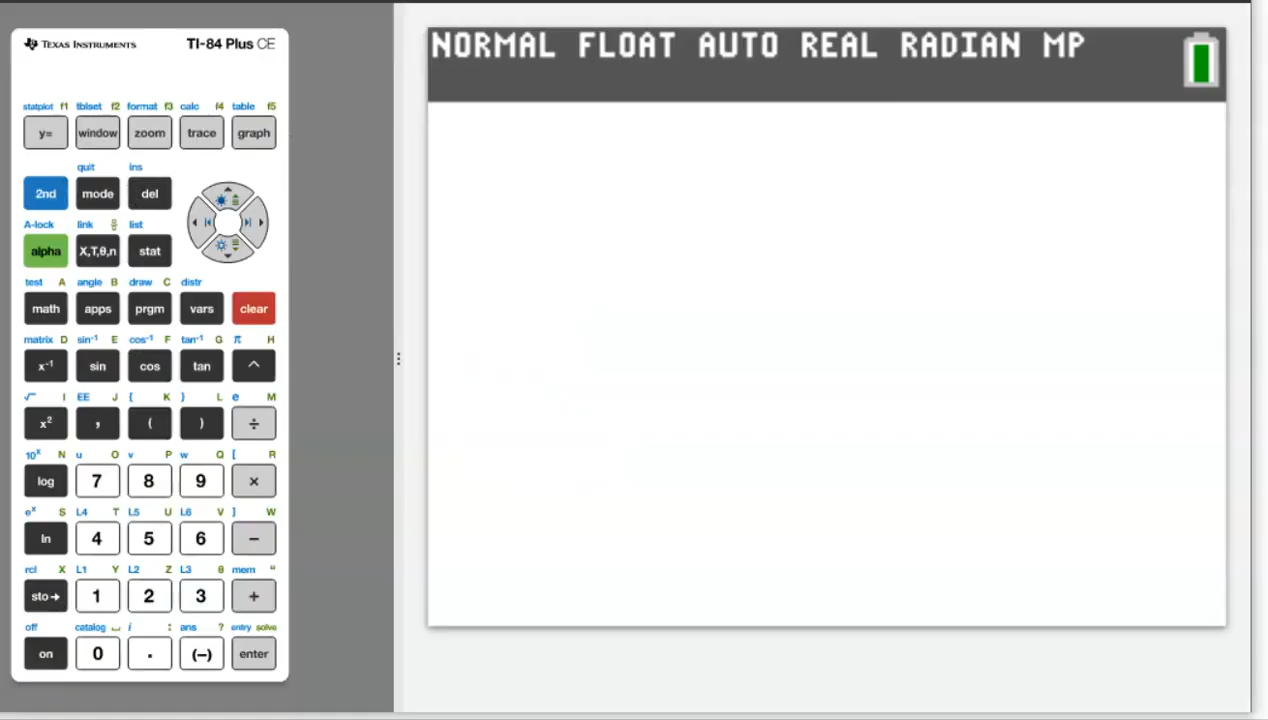 TEXAS INSTRUMENTS TI-84 Plus CE
NORMAL FLOAT AUTO REAL RADIAN MP
statplot f1 tblset f2 format f3 calc f4 table f5
y= window zoom trace graph
quit ins
2nd mode del
A-lock link list
alpha X,T,θ,n stat
test A angle B draw C distr
math apps prgm vars clear
matrix D sin⁻¹ E cos⁻¹ F tan⁻¹ G π H
x⁻¹ sin cos tan ^
√ I EE J { K } L e M
x² , ( ) ÷
10ˣ N u O v P w Q [ R
log 7 8 9 ×
eˣ S L4 T L5 U L6 V ] W
ln 4 5 6 −
rcl X L1 Y L2 Z L3 θ mem "
sto→ 1 2 3 +
off catalog ⎵ i : ans ? entry solve
on 0 . (−) enter